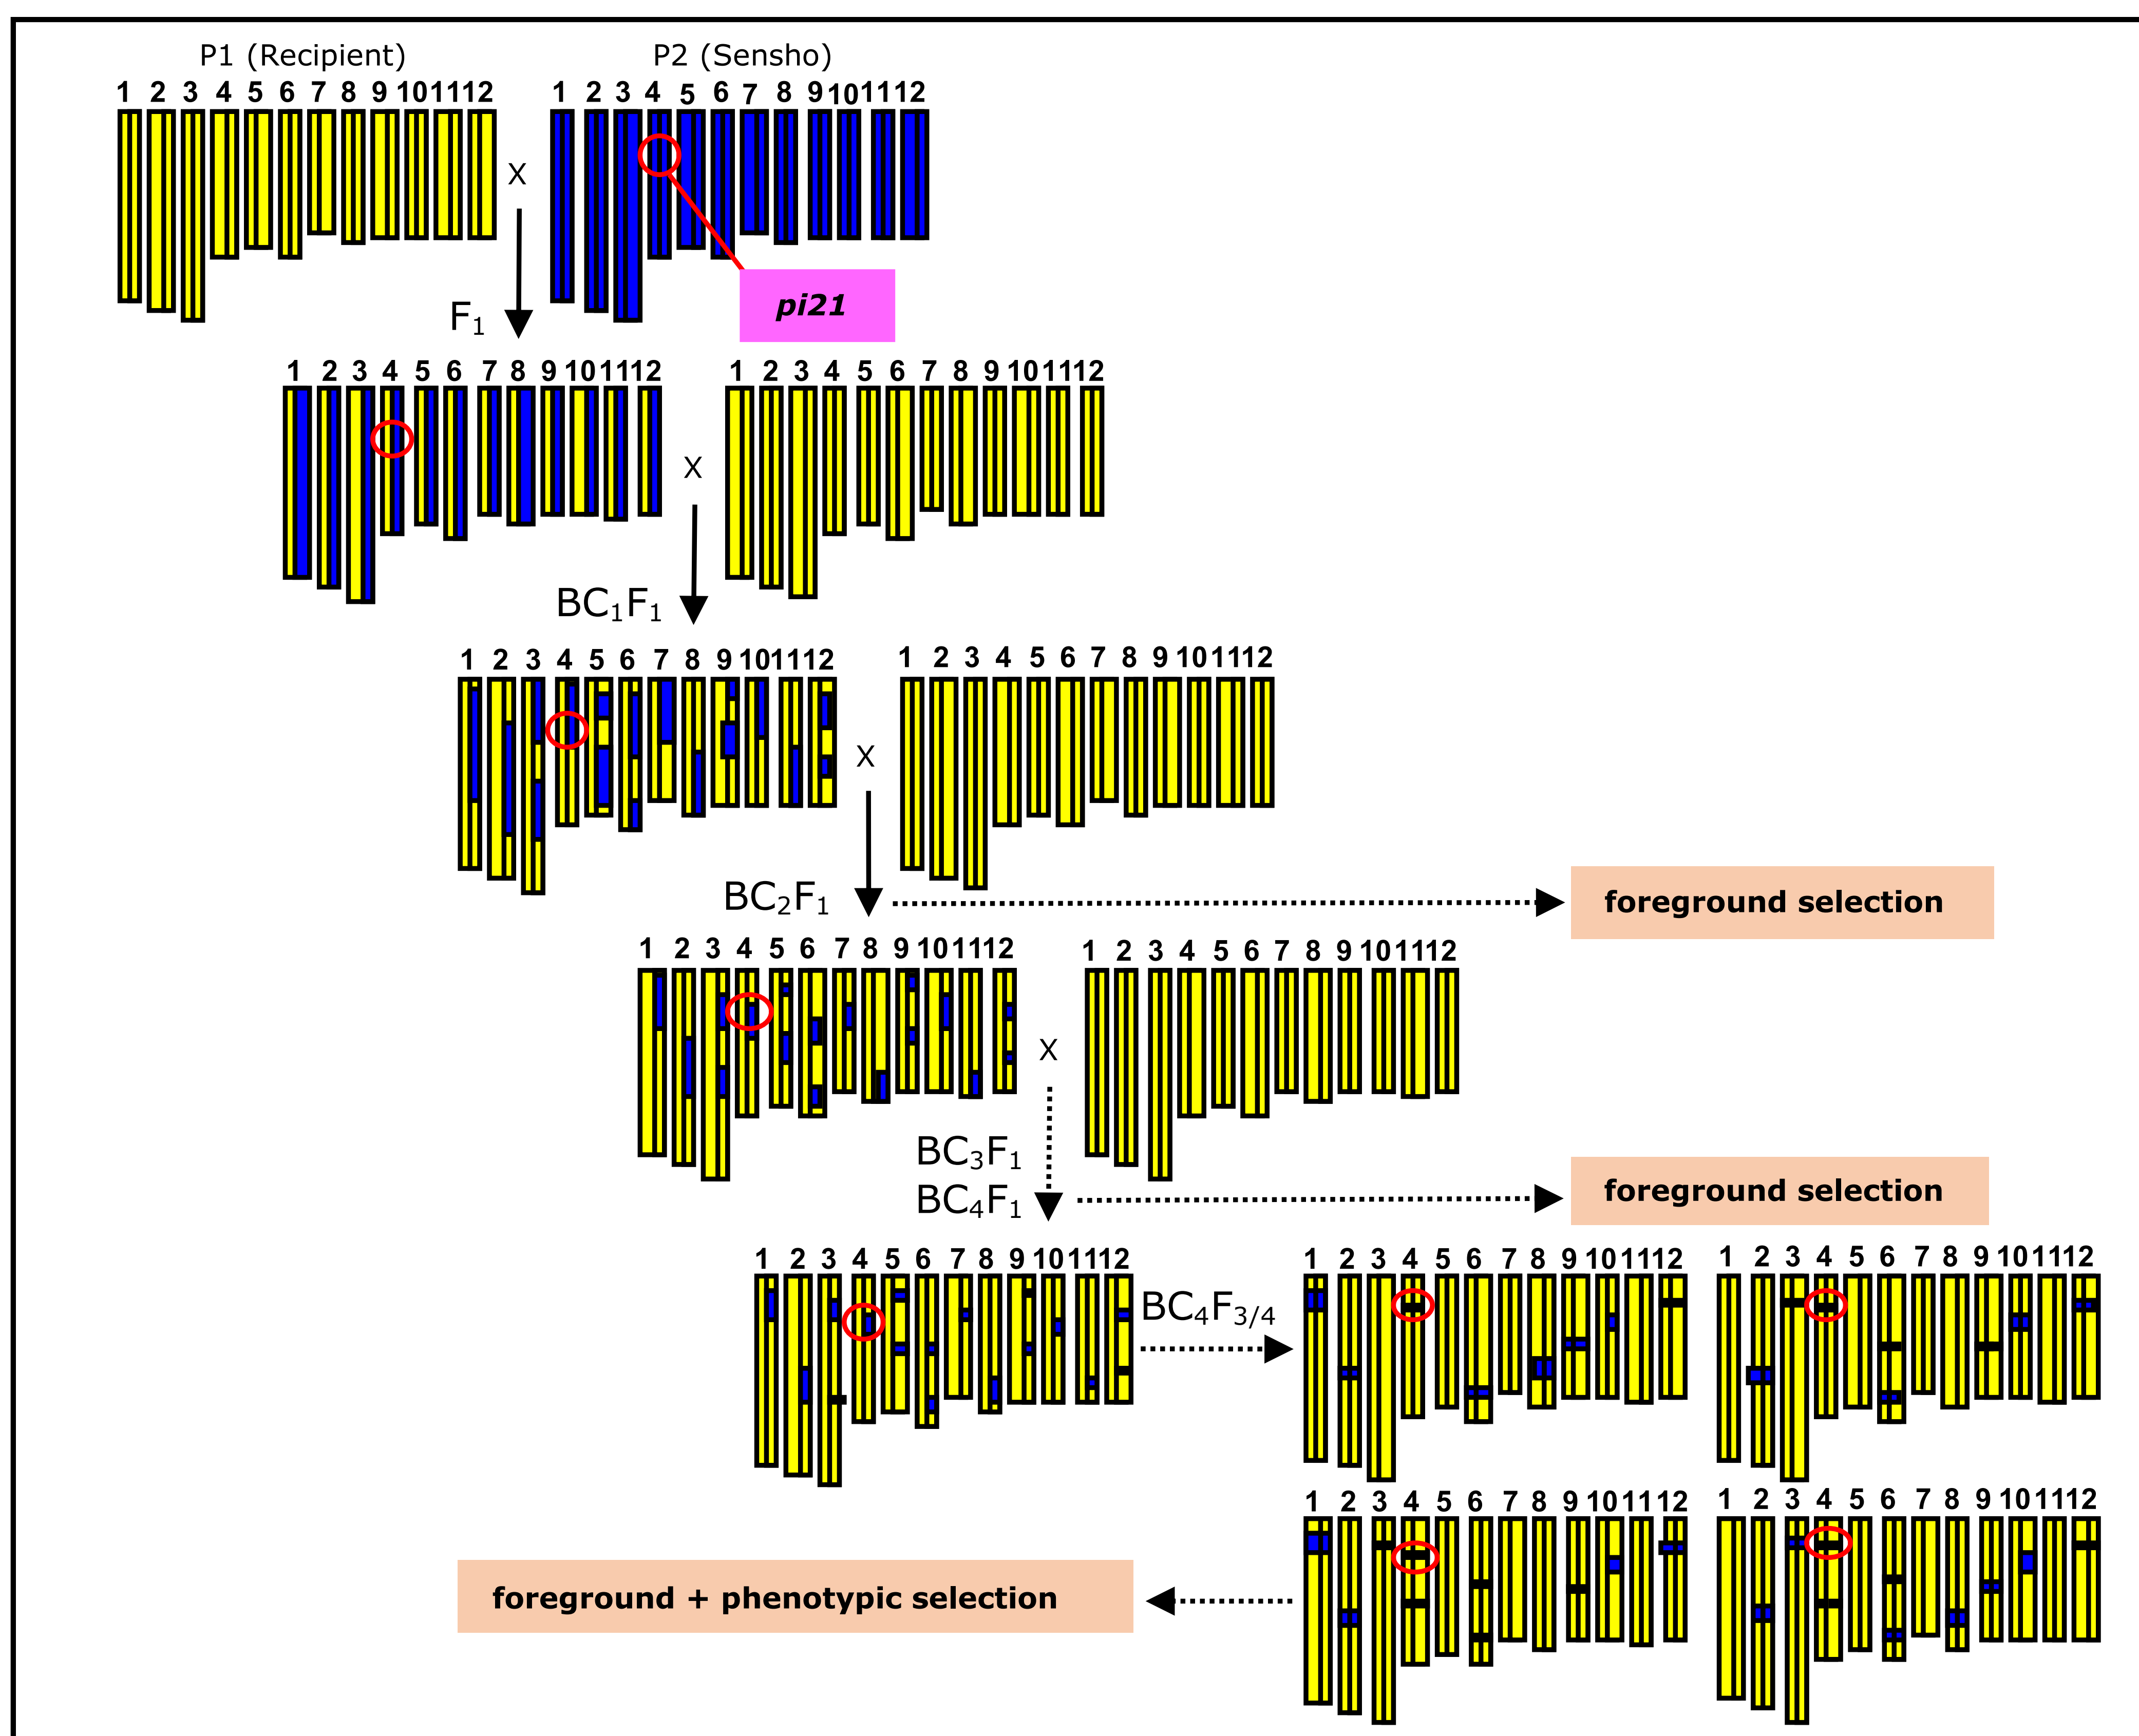 P1 (Recipient) P2 (Sensho)
1 2 3 4 5 6 7 8 9 10 11 12 1 2 3 4 5 6 7 8 9 10 11 12
X
pi21
F1
1 2 3 4 5 6 7 8 9 10 11 12 1 2 3 4 5 6 7 8 9 10 11 12
X
BC1F1
1 2 3 4 5 6 7 8 9 10 11 12 1 2 3 4 5 6 7 8 9 10 11 12
X
BC2F1 foreground selection
1 2 3 4 5 6 7 8 9 10 11 12 1 2 3 4 5 6 7 8 9 10 11 12
X
BC3F1
BC4F1 foreground selection
1 2 3 4 5 6 7 8 9 10 11 12 1 2 3 4 5 6 7 8 9 10 11 12 1 2 3 4 5 6 7 8 9 10 11 12
BC4F3/4
1 2 3 4 5 6 7 8 9 10 11 12 1 2 3 4 5 6 7 8 9 10 11 12
foreground + phenotypic selection